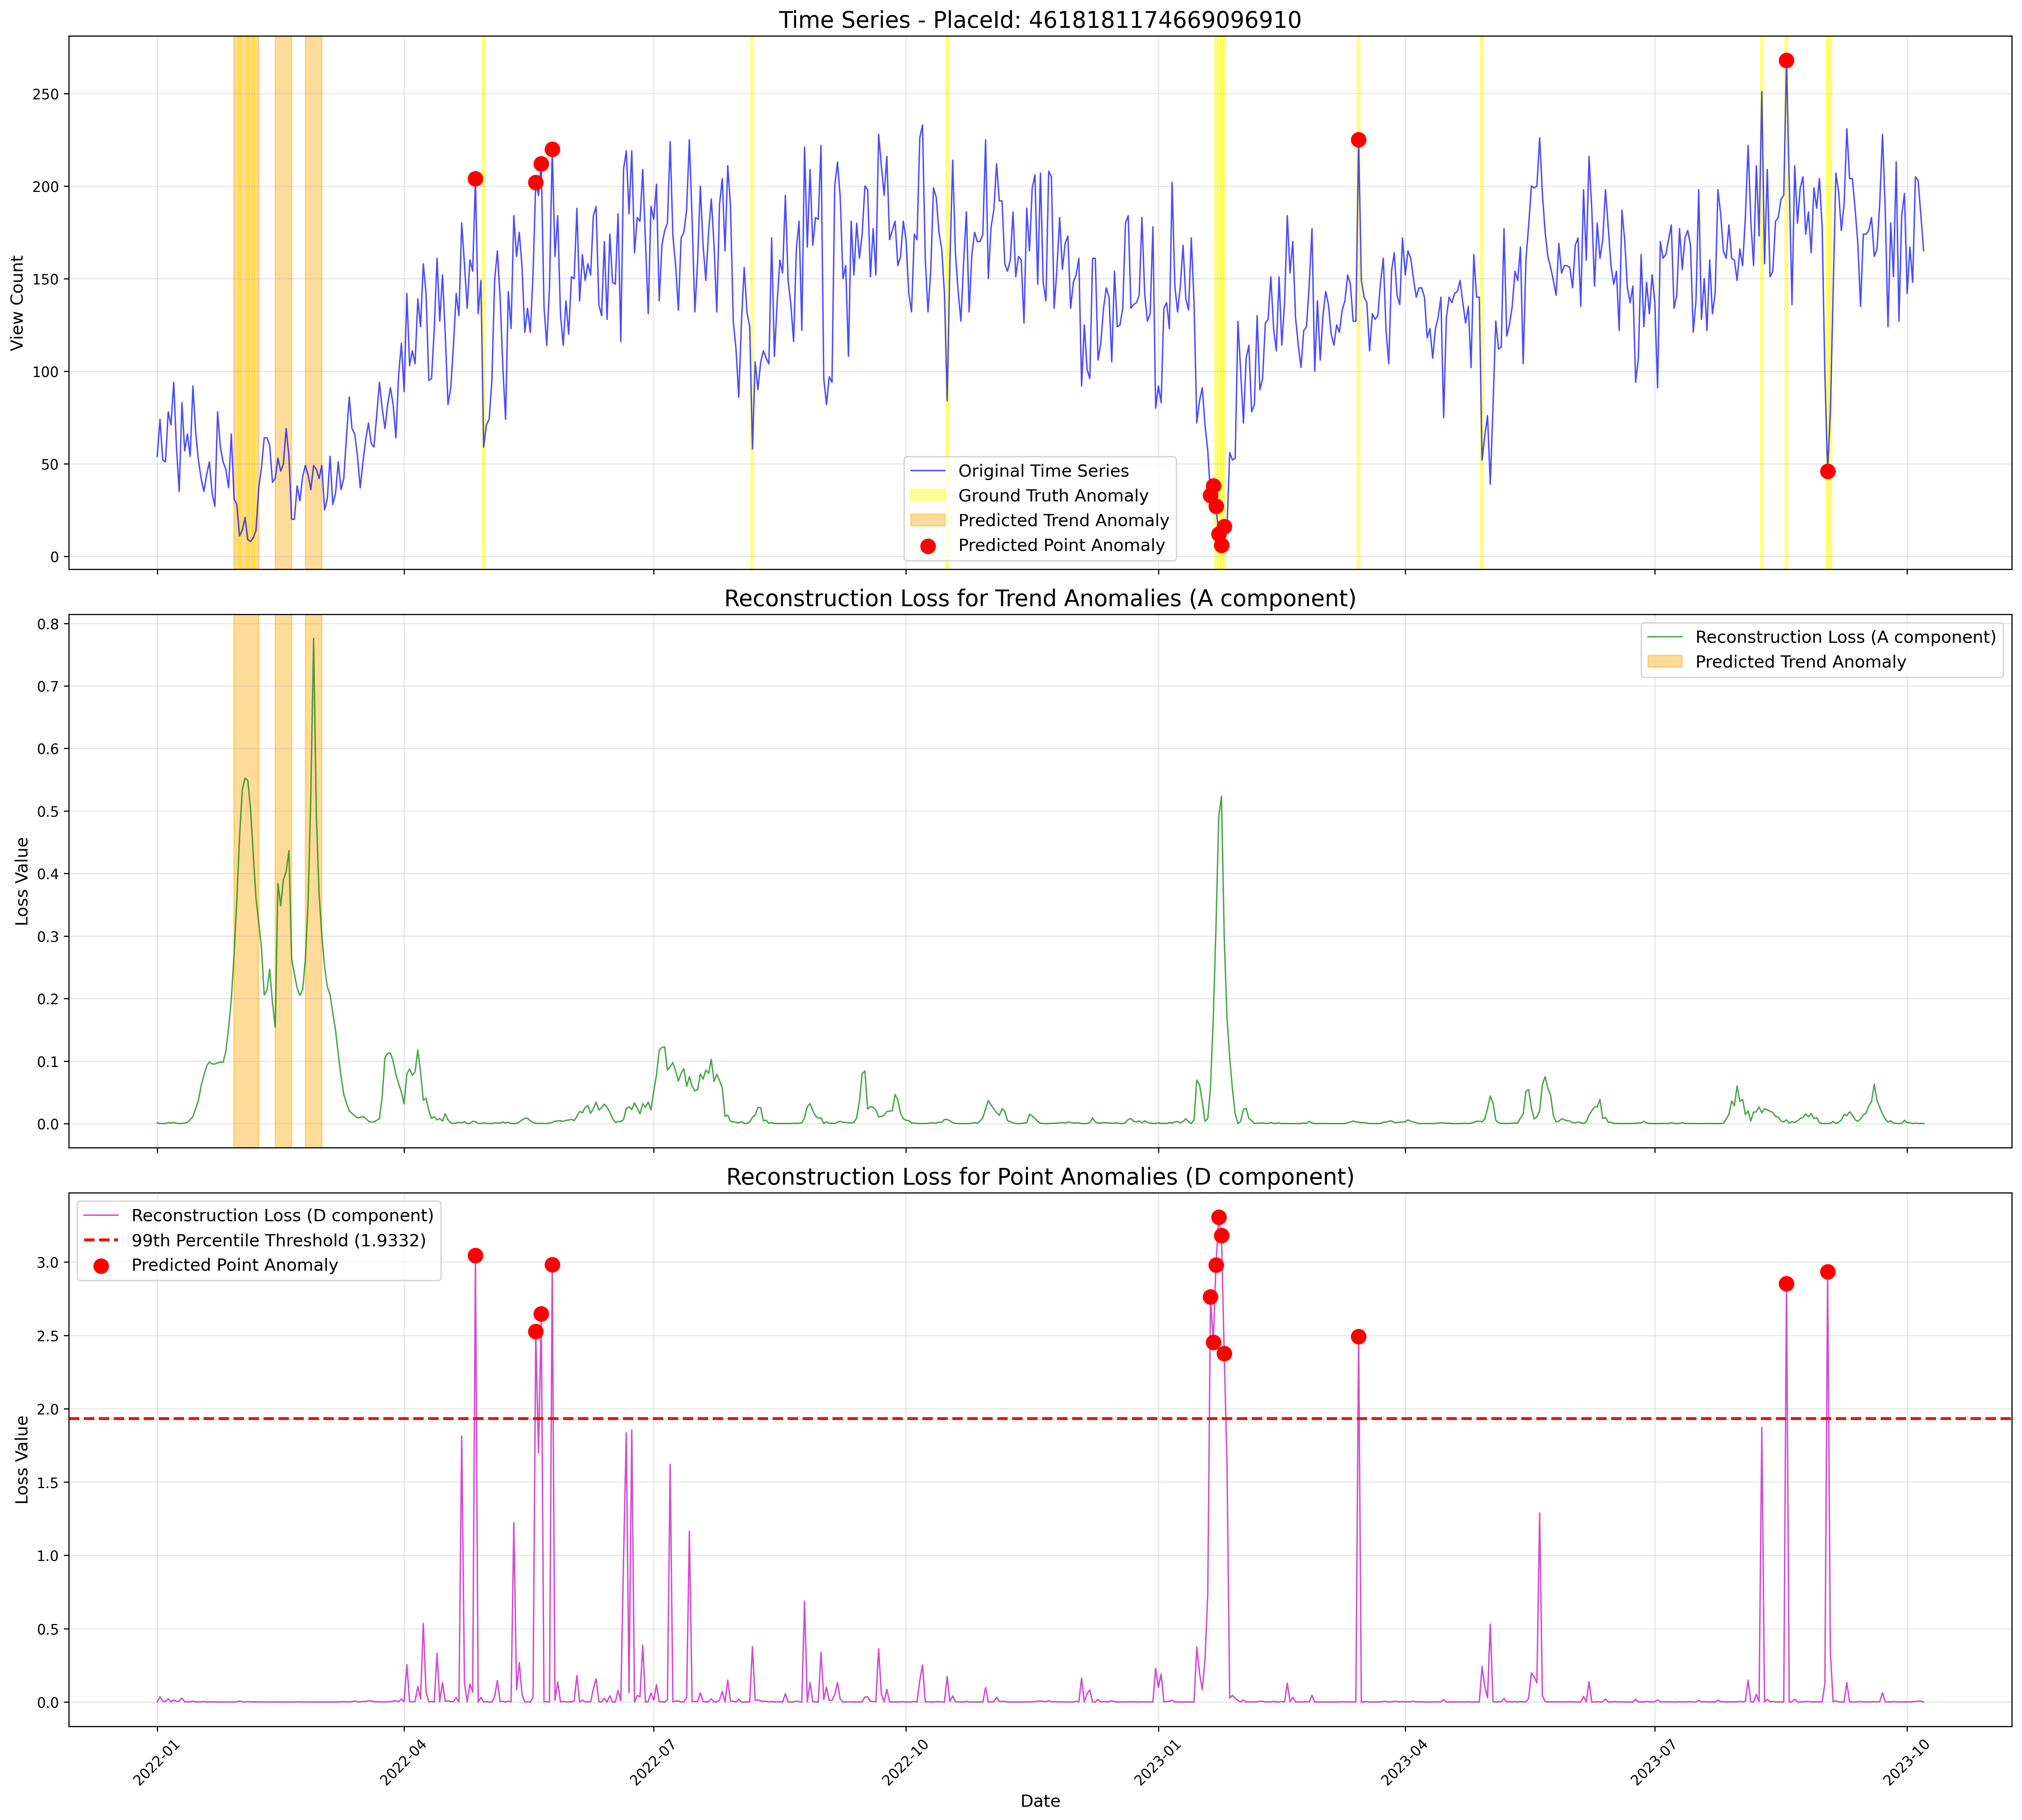 Time Series - PlaceId: 4618181174669096910
View Count
250
200
150
100
50
0
Original Time Series
Ground Truth Anomaly
Predicted Trend Anomaly
Predicted Point Anomaly
Reconstruction Loss for Trend Anomalies (A component)
Loss Value
0.8
0.7
0.6
0.5
0.4
0.3
0.2
0.1
0.0
Reconstruction Loss (A component)
Predicted Trend Anomaly
Reconstruction Loss for Point Anomalies (D component)
Loss Value
3.0
2.5
2.0
1.5
1.0
0.5
0.0
Reconstruction Loss (D component)
99th Percentile Threshold (1.9332)
Predicted Point Anomaly
2022-01
2022-04
2022-07
2022-10
2023-01
2023-04
2023-07
2023-10
Date